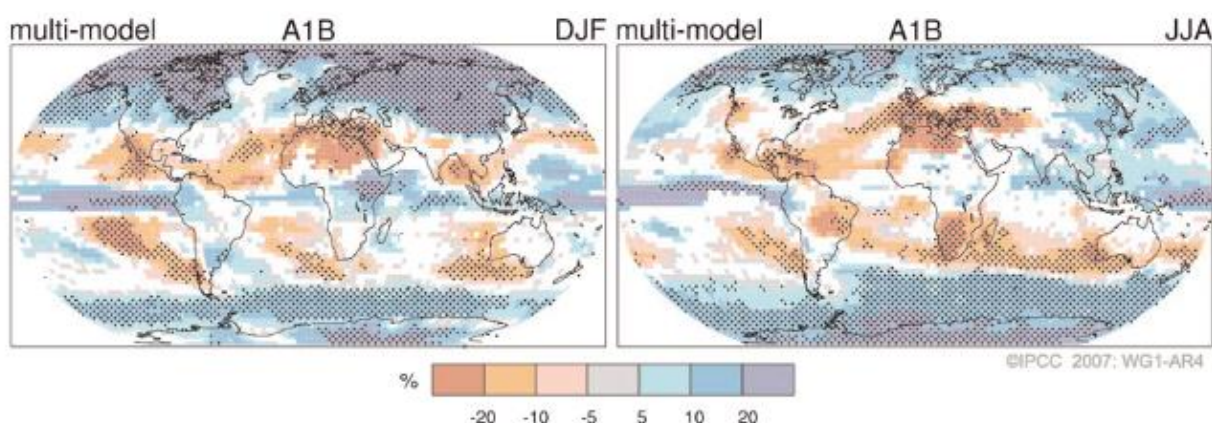 multi-model A1B DJF
multi-model A1B JJA
©IPCC 2007: WG1-AR4
%
-20 -10 -5 5 10 20